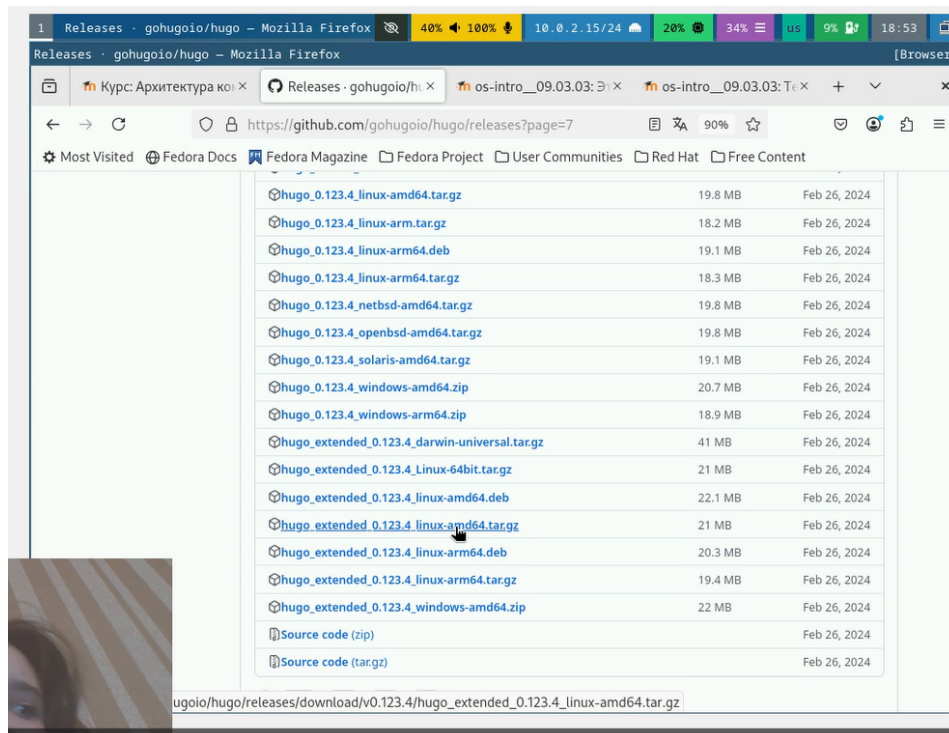 1 Releases · gohugoio/hugo — Mozilla Firefox 40% 100% 10.0.2.15/24 20% 34% us 9% 18:53
Releases · gohugoio/hugo — Mozilla Firefox [Browser
Курс: Архитектура ко Releases · gohugoio/h os-intro__09.03.03: Э os-intro__09.03.03: Те
https://github.com/gohugoio/hugo/releases?page=7 90%
Most Visited Fedora Docs Fedora Magazine Fedora Project User Communities Red Hat Free Content
hugo_0.123.4_linux-amd64.tar.gz 19.8 MB Feb 26, 2024
hugo_0.123.4_linux-arm.tar.gz 18.2 MB Feb 26, 2024
hugo_0.123.4_linux-arm64.deb 19.1 MB Feb 26, 2024
hugo_0.123.4_linux-arm64.tar.gz 18.3 MB Feb 26, 2024
hugo_0.123.4_netbsd-amd64.tar.gz 19.8 MB Feb 26, 2024
hugo_0.123.4_openbsd-amd64.tar.gz 19.8 MB Feb 26, 2024
hugo_0.123.4_solaris-amd64.tar.gz 19.1 MB Feb 26, 2024
hugo_0.123.4_windows-amd64.zip 20.7 MB Feb 26, 2024
hugo_0.123.4_windows-arm64.zip 18.9 MB Feb 26, 2024
hugo_extended_0.123.4_darwin-universal.tar.gz 41 MB Feb 26, 2024
hugo_extended_0.123.4_Linux-64bit.tar.gz 21 MB Feb 26, 2024
hugo_extended_0.123.4_linux-amd64.deb 22.1 MB Feb 26, 2024
hugo_extended_0.123.4_linux-amd64.tar.gz 21 MB Feb 26, 2024
hugo_extended_0.123.4_linux-arm64.deb 20.3 MB Feb 26, 2024
hugo_extended_0.123.4_linux-arm64.tar.gz 19.4 MB Feb 26, 2024
hugo_extended_0.123.4_windows-amd64.zip 22 MB Feb 26, 2024
Source code (zip) Feb 26, 2024
Source code (tar.gz) Feb 26, 2024
ugoio/hugo/releases/download/v0.123.4/hugo_extended_0.123.4_linux-amd64.tar.gz